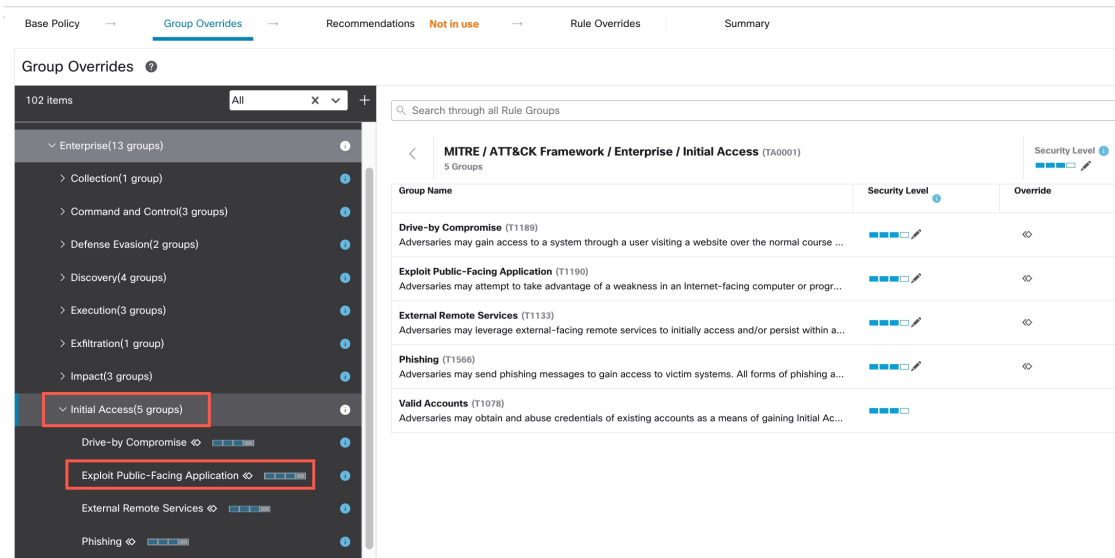 Base Policy → Group Overrides → Recommendations Not in use → Rule Overrides Summary
Group Overrides ?
102 items All X +
Enterprise(13 groups)
Collection(1 group)
Command and Control(3 groups)
Defense Evasion(2 groups)
Discovery(4 groups)
Execution(3 groups)
Exfiltration(1 group)
Impact(3 groups)
Initial Access(5 groups)
Drive-by Compromise
Exploit Public-Facing Application
External Remote Services
Phishing
Search through all Rule Groups
MITRE / ATT&CK Framework / Enterprise / Initial Access (TA0001)
5 Groups
Security Level
Group Name Security Level Override
Drive-by Compromise (T1189)
Adversaries may gain access to a system through a user visiting a website over the normal course ...
Exploit Public-Facing Application (T1190)
Adversaries may attempt to take advantage of a weakness in an Internet-facing computer or progr...
External Remote Services (T1133)
Adversaries may leverage external-facing remote services to initially access and/or persist within a...
Phishing (T1566)
Adversaries may send phishing messages to gain access to victim systems. All forms of phishing a...
Valid Accounts (T1078)
Adversaries may obtain and abuse credentials of existing accounts as a means of gaining Initial Ac...